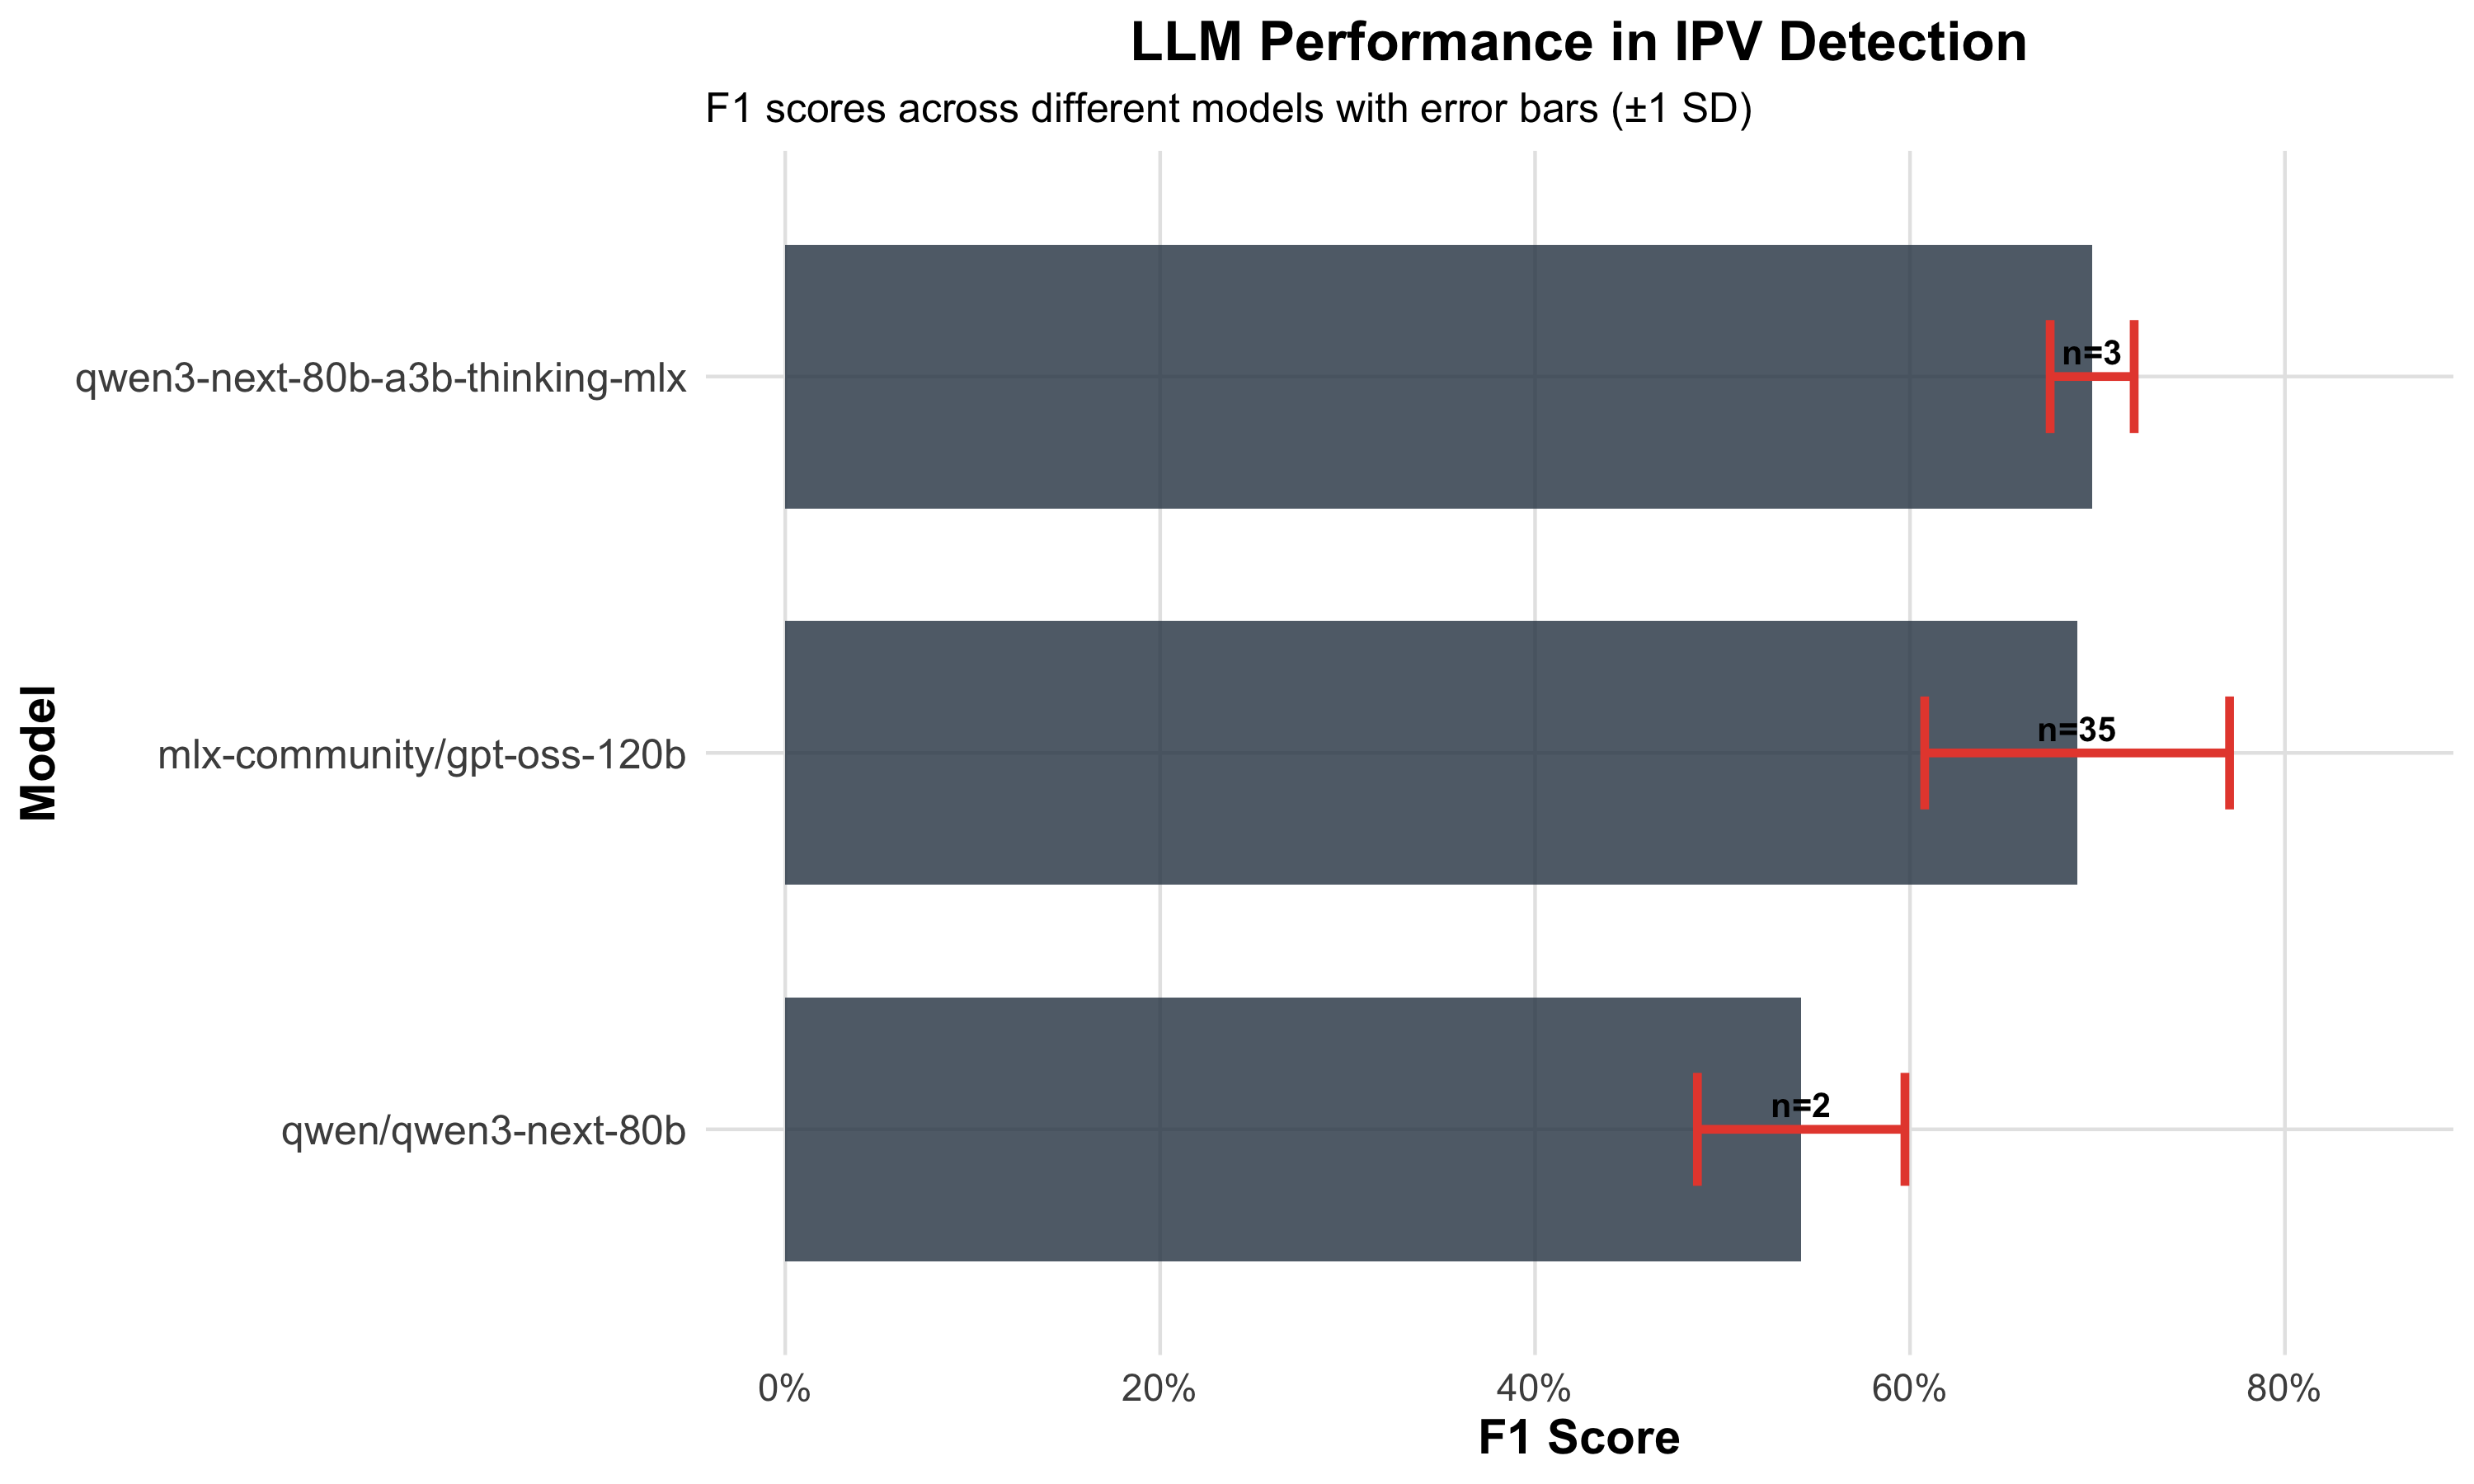 LLM Performance in IPV Detection
F1 scores across different models with error bars (±1 SD)
Model
qwen3-next-80b-a3b-thinking-mlx
n=3
mlx-community/gpt-oss-120b
n=35
qwen/qwen3-next-80b
n=2
0% 20% 40% 60% 80%
F1 Score